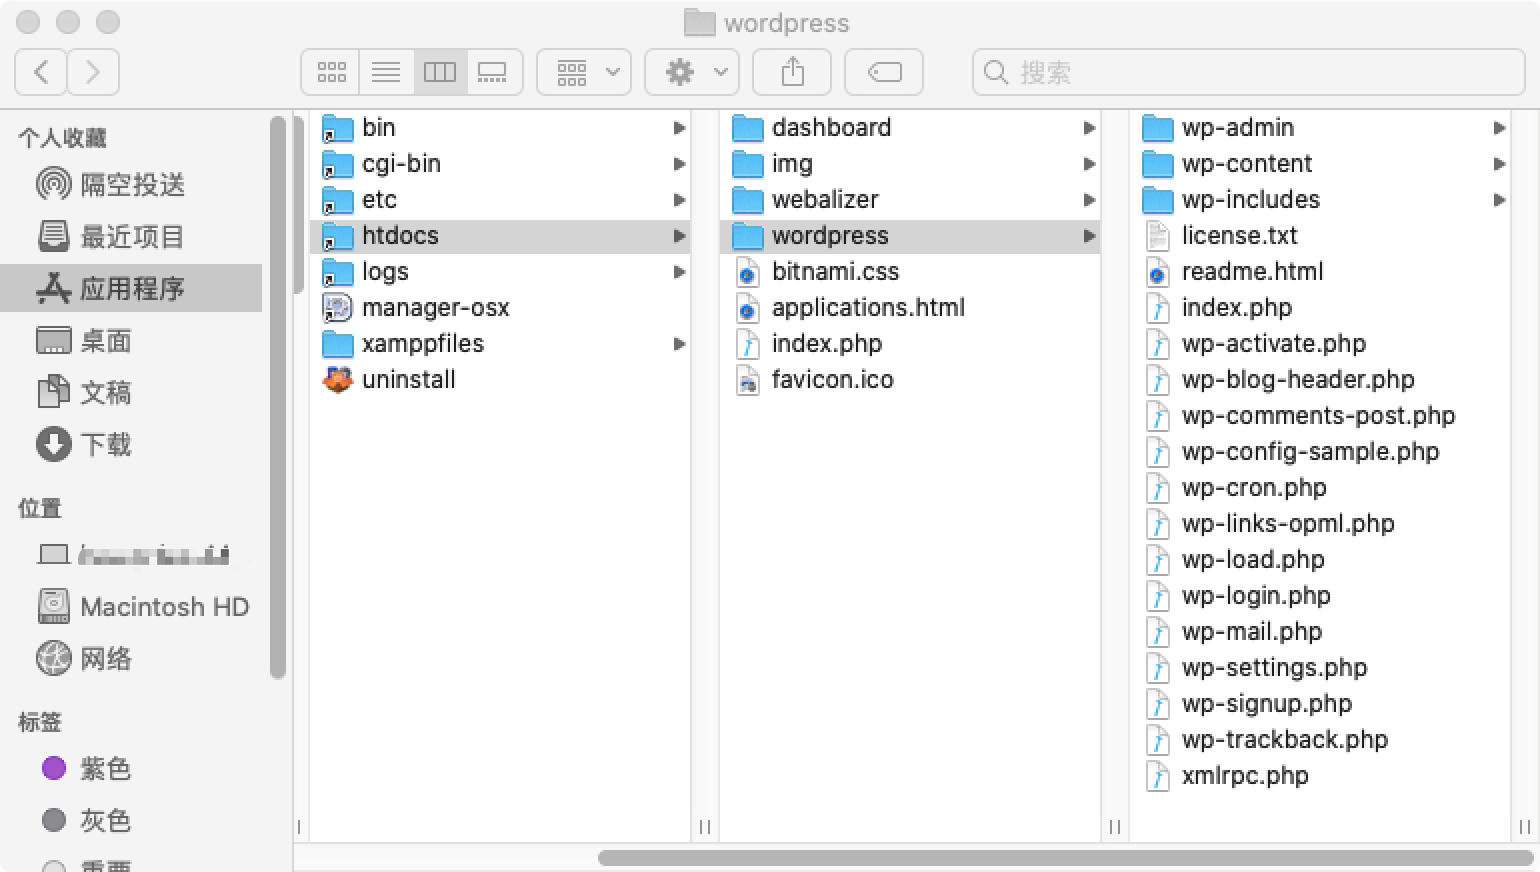 wordpress
搜索
个人收藏
隔空投送
最近项目
应用程序
桌面
文稿
下载
位置
Macintosh HD
网络
标签
紫色
灰色
重要
bin
cgi-bin
etc
htdocs
logs
manager-osx
xamppfiles
uninstall
dashboard
img
webalizer
wordpress
bitnami.css
applications.html
index.php
favicon.ico
wp-admin
wp-content
wp-includes
license.txt
readme.html
index.php
wp-activate.php
wp-blog-header.php
wp-comments-post.php
wp-config-sample.php
wp-cron.php
wp-links-opml.php
wp-load.php
wp-login.php
wp-mail.php
wp-settings.php
wp-signup.php
wp-trackback.php
xmlrpc.php